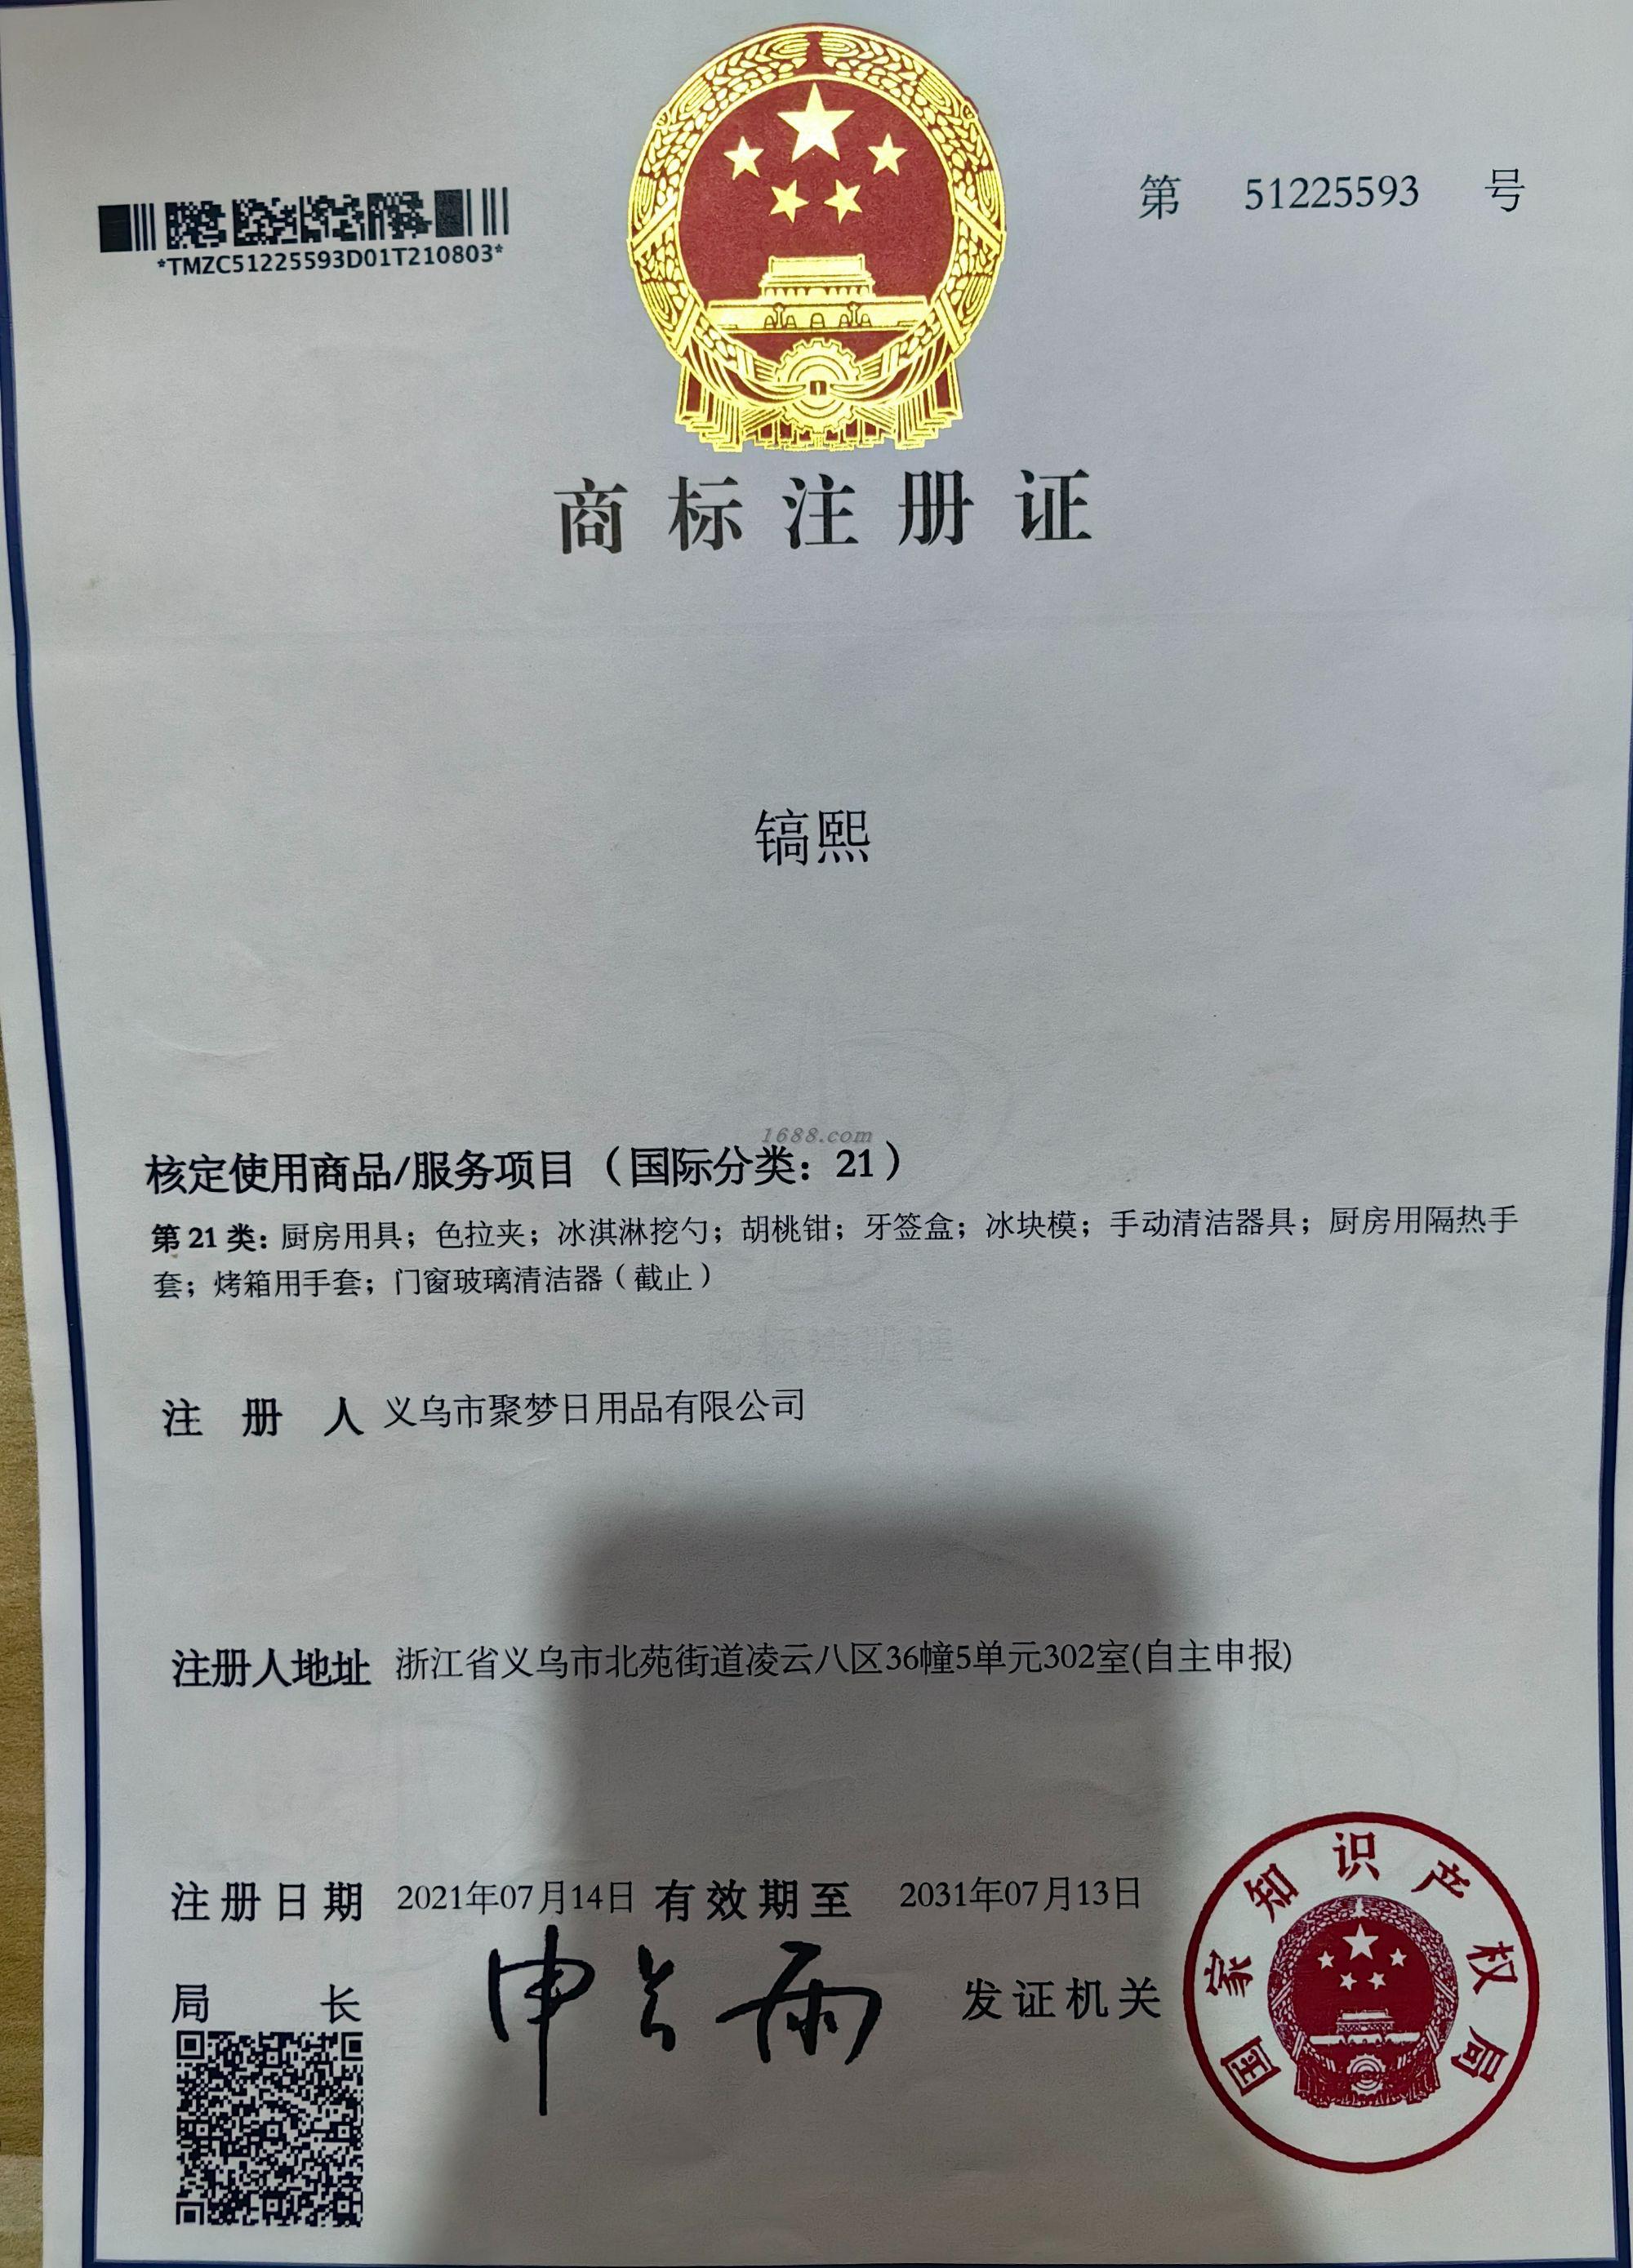 第 51225593 号
*TMZC51225593D01T210803*
商标注册证
镐熙
1688.com
核定使用商品/服务项目（国际分类：21）
第21类：厨房用具；色拉夹；冰淇淋挖勺；胡桃钳；牙签盒；冰块模；手动清洁器具；厨房用隔热手
套；烤箱用手套；门窗玻璃清洁器（截止）
商标注册证
注册人 义乌市聚梦日用品有限公司
注册人地址 浙江省义乌市北苑街道凌云八区36幢5单元302室(自主申报)
注册日期 2021年07月14日 有效期至 2031年07月13日
局长 申长雨 发证机关
国家知识产权局